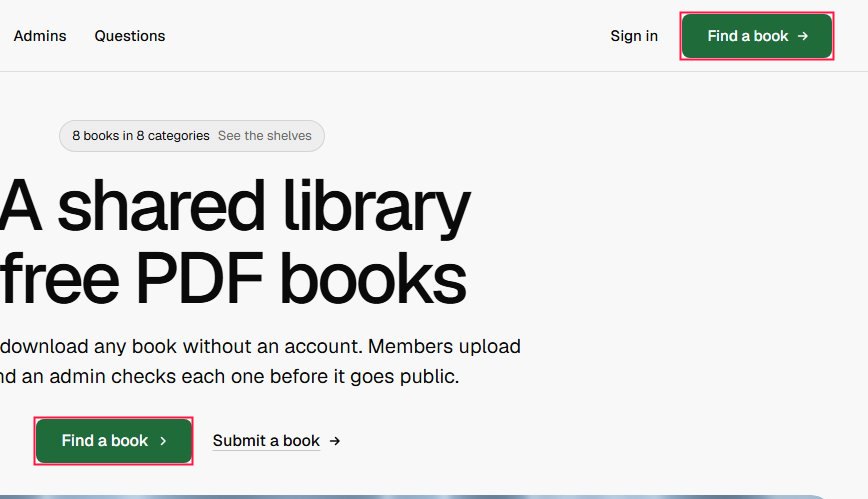 Admins Questions Sign in Find a book →
8 books in 8 categories See the shelves
A shared library
free PDF books
download any book without an account. Members upload
an admin checks each one before it goes public.
Find a book › Submit a book →